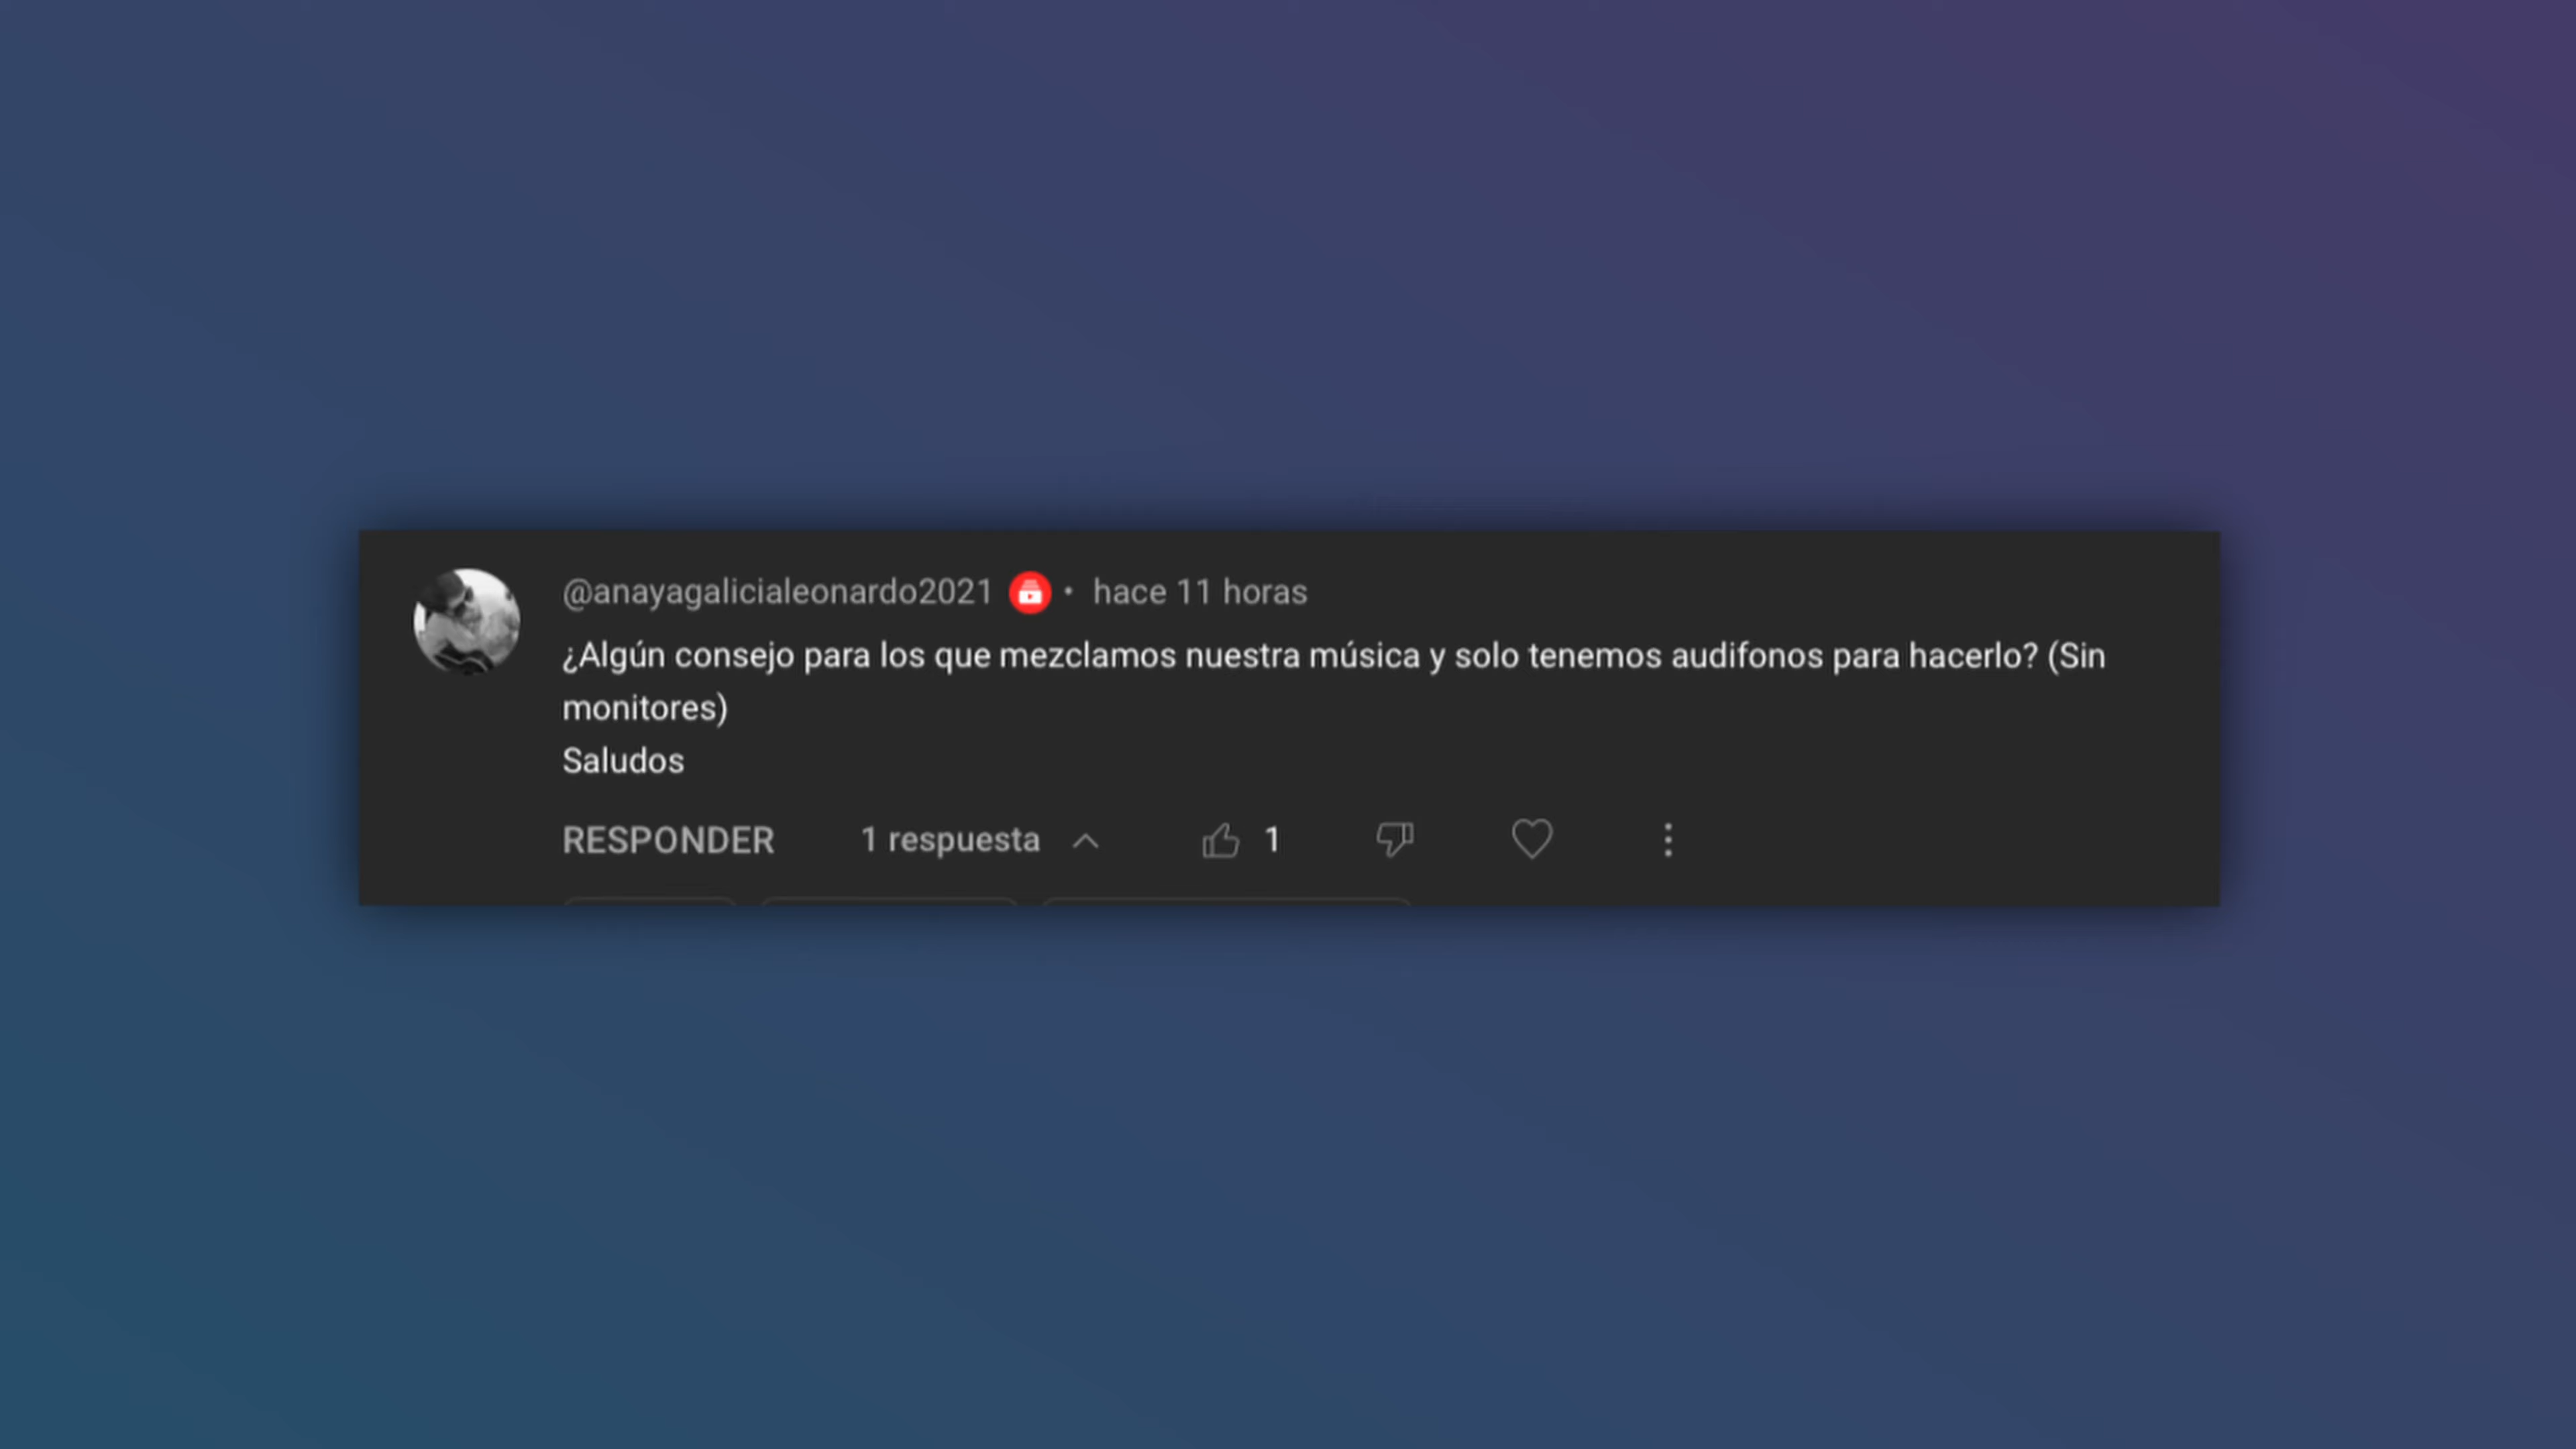 @anayagalicialeonardo2021 • hace 11 horas
¿Algún consejo para los que mezclamos nuestra música y solo tenemos audifonos para hacerlo? (Sin
monitores)
Saludos
RESPONDER 1 respuesta 1